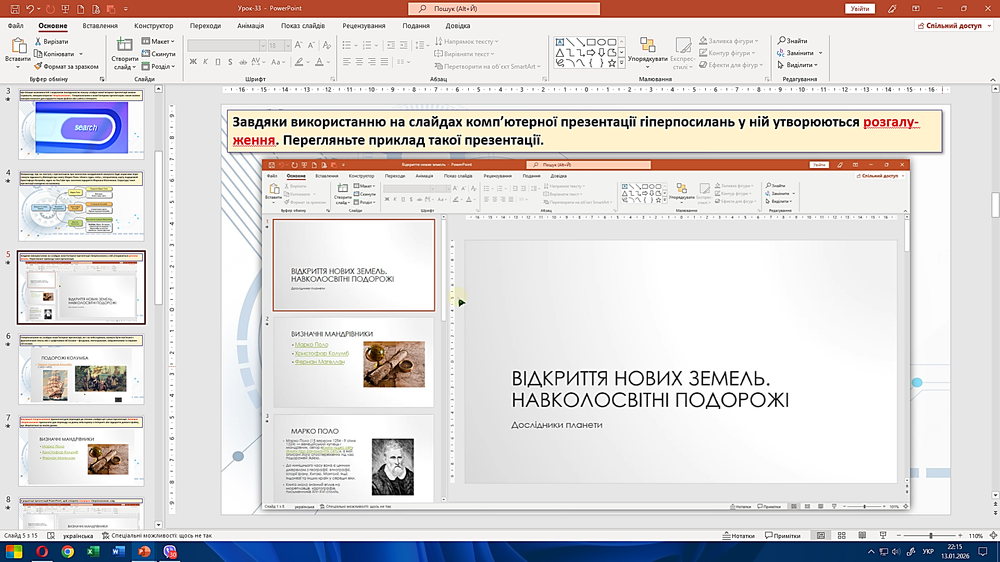 Урок-33 - PowerPoint
Пошук (Alt+Й)
Увійти
Файл Основне Вставлення Конструктор Переходи Анімація Показ слайдів Рецензування Подання Довідка
Спільний доступ
Вставити
Вирізати
Копіювати
Формат за зразком
Буфер обміну
Створити слайд
Макет
Скинути
Розділ
Слайди
18
Ж К П S ab AV Aa A
Шрифт
Напрямок тексту
Вирівняти текст
Перетворити на об'єкт SmartArt
Абзац
Упорядкувати
Експрес-стилі
Заливка фігури
Контур фігури
Ефекти для фігур
Малювання
Знайти
Замінити
Виділити
Редагування
3
search
4
5
6
ПОДОРОЖІ КОЛУМБА
7
ВИЗНАЧНІ МАНДРІВНИКИ
Марко Поло
Христофор Колумб
Фернан Магеллан
8
ВИЗНАЧНІ МАНДРІВНИКИ
Завдяки використанню на слайдах комп’ютерної презентації гіперпосилань у ній утворюються розгалу-
ження. Перегляньте приклад такої презентації.
Відкриття нових земель - PowerPoint
Пошук (Alt+Й)
Увійти
Файл Основне Вставлення Конструктор Переходи Анімація Показ слайдів Рецензування Подання Довідка
Спільний доступ
Вставити
Вирізати
Копіювати
Формат за зразком
Буфер обміну
Створити слайд
Макет
Скинути
Розділ
Слайди
Шрифт
Напрямок тексту
Вирівняти текст
Перетворити на об'єкт SmartArt
Абзац
Упорядкувати
Експрес-стилі
Заливка фігури
Контур фігури
Ефекти для фігур
Малювання
Знайти
Замінити
Виділити
Редагування
1
ВІДКРИТТЯ НОВИХ ЗЕМЕЛЬ.
НАВКОЛОСВІТНІ ПОДОРОЖІ
Дослідники планети
2
ВИЗНАЧНІ МАНДРІВНИКИ
• Марко Поло
• Христофор Колумб
• Фернан Магеллан
3
МАРКО ПОЛО
• Марко Поло (15 вересня 1254 - 9 січня
1324) — венеційський купець і
мандрівник, автор «Книги чудес світу
(Книги про різноманіття світу)», в якій
описані його спостереження під час
подорожей Азією.
• До нинішнього часу вона є цінним
джерелом з географії, етнографії,
історії Ірану, Китаю, Монголії, Індії,
Індонезії та інших країн у середні віки.
• Книга мала значний вплив на
мореплавців, картографів,
письменників XIV–XVI століть.
ВІДКРИТТЯ НОВИХ ЗЕМЕЛЬ.
НАВКОЛОСВІТНІ ПОДОРОЖІ
Дослідники планети
Слайд 1 з 8 українська Спеціальні можливості: щось не так
Нотатки Примітки 101%
Слайд 5 з 15 українська Спеціальні можливості: щось не так
Нотатки Примітки 110%
30
УКР
22:15
13.01.2026